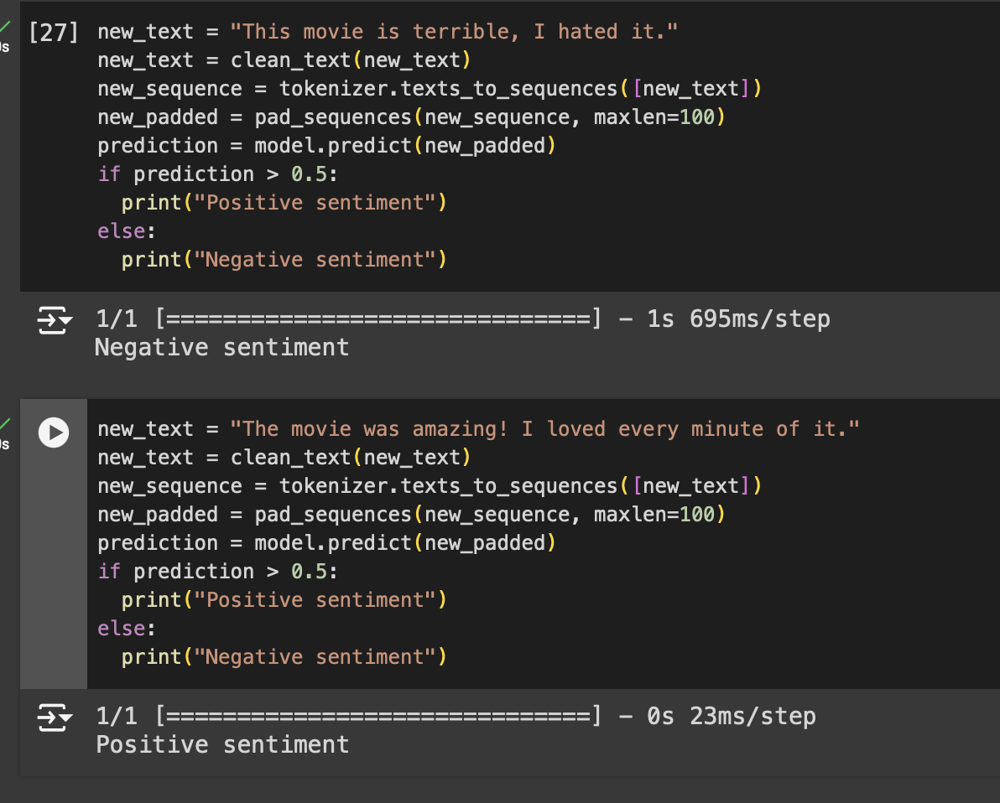 [27] new_text = "This movie is terrible, I hated it."
new_text = clean_text(new_text)
new_sequence = tokenizer.texts_to_sequences([new_text])
new_padded = pad_sequences(new_sequence, maxlen=100)
prediction = model.predict(new_padded)
if prediction > 0.5:
  print("Positive sentiment")
else:
  print("Negative sentiment")
1/1 [==============================] - 1s 695ms/step
Negative sentiment
new_text = "The movie was amazing! I loved every minute of it."
new_text = clean_text(new_text)
new_sequence = tokenizer.texts_to_sequences([new_text])
new_padded = pad_sequences(new_sequence, maxlen=100)
prediction = model.predict(new_padded)
if prediction > 0.5:
  print("Positive sentiment")
else:
  print("Negative sentiment")
1/1 [==============================] - 0s 23ms/step
Positive sentiment